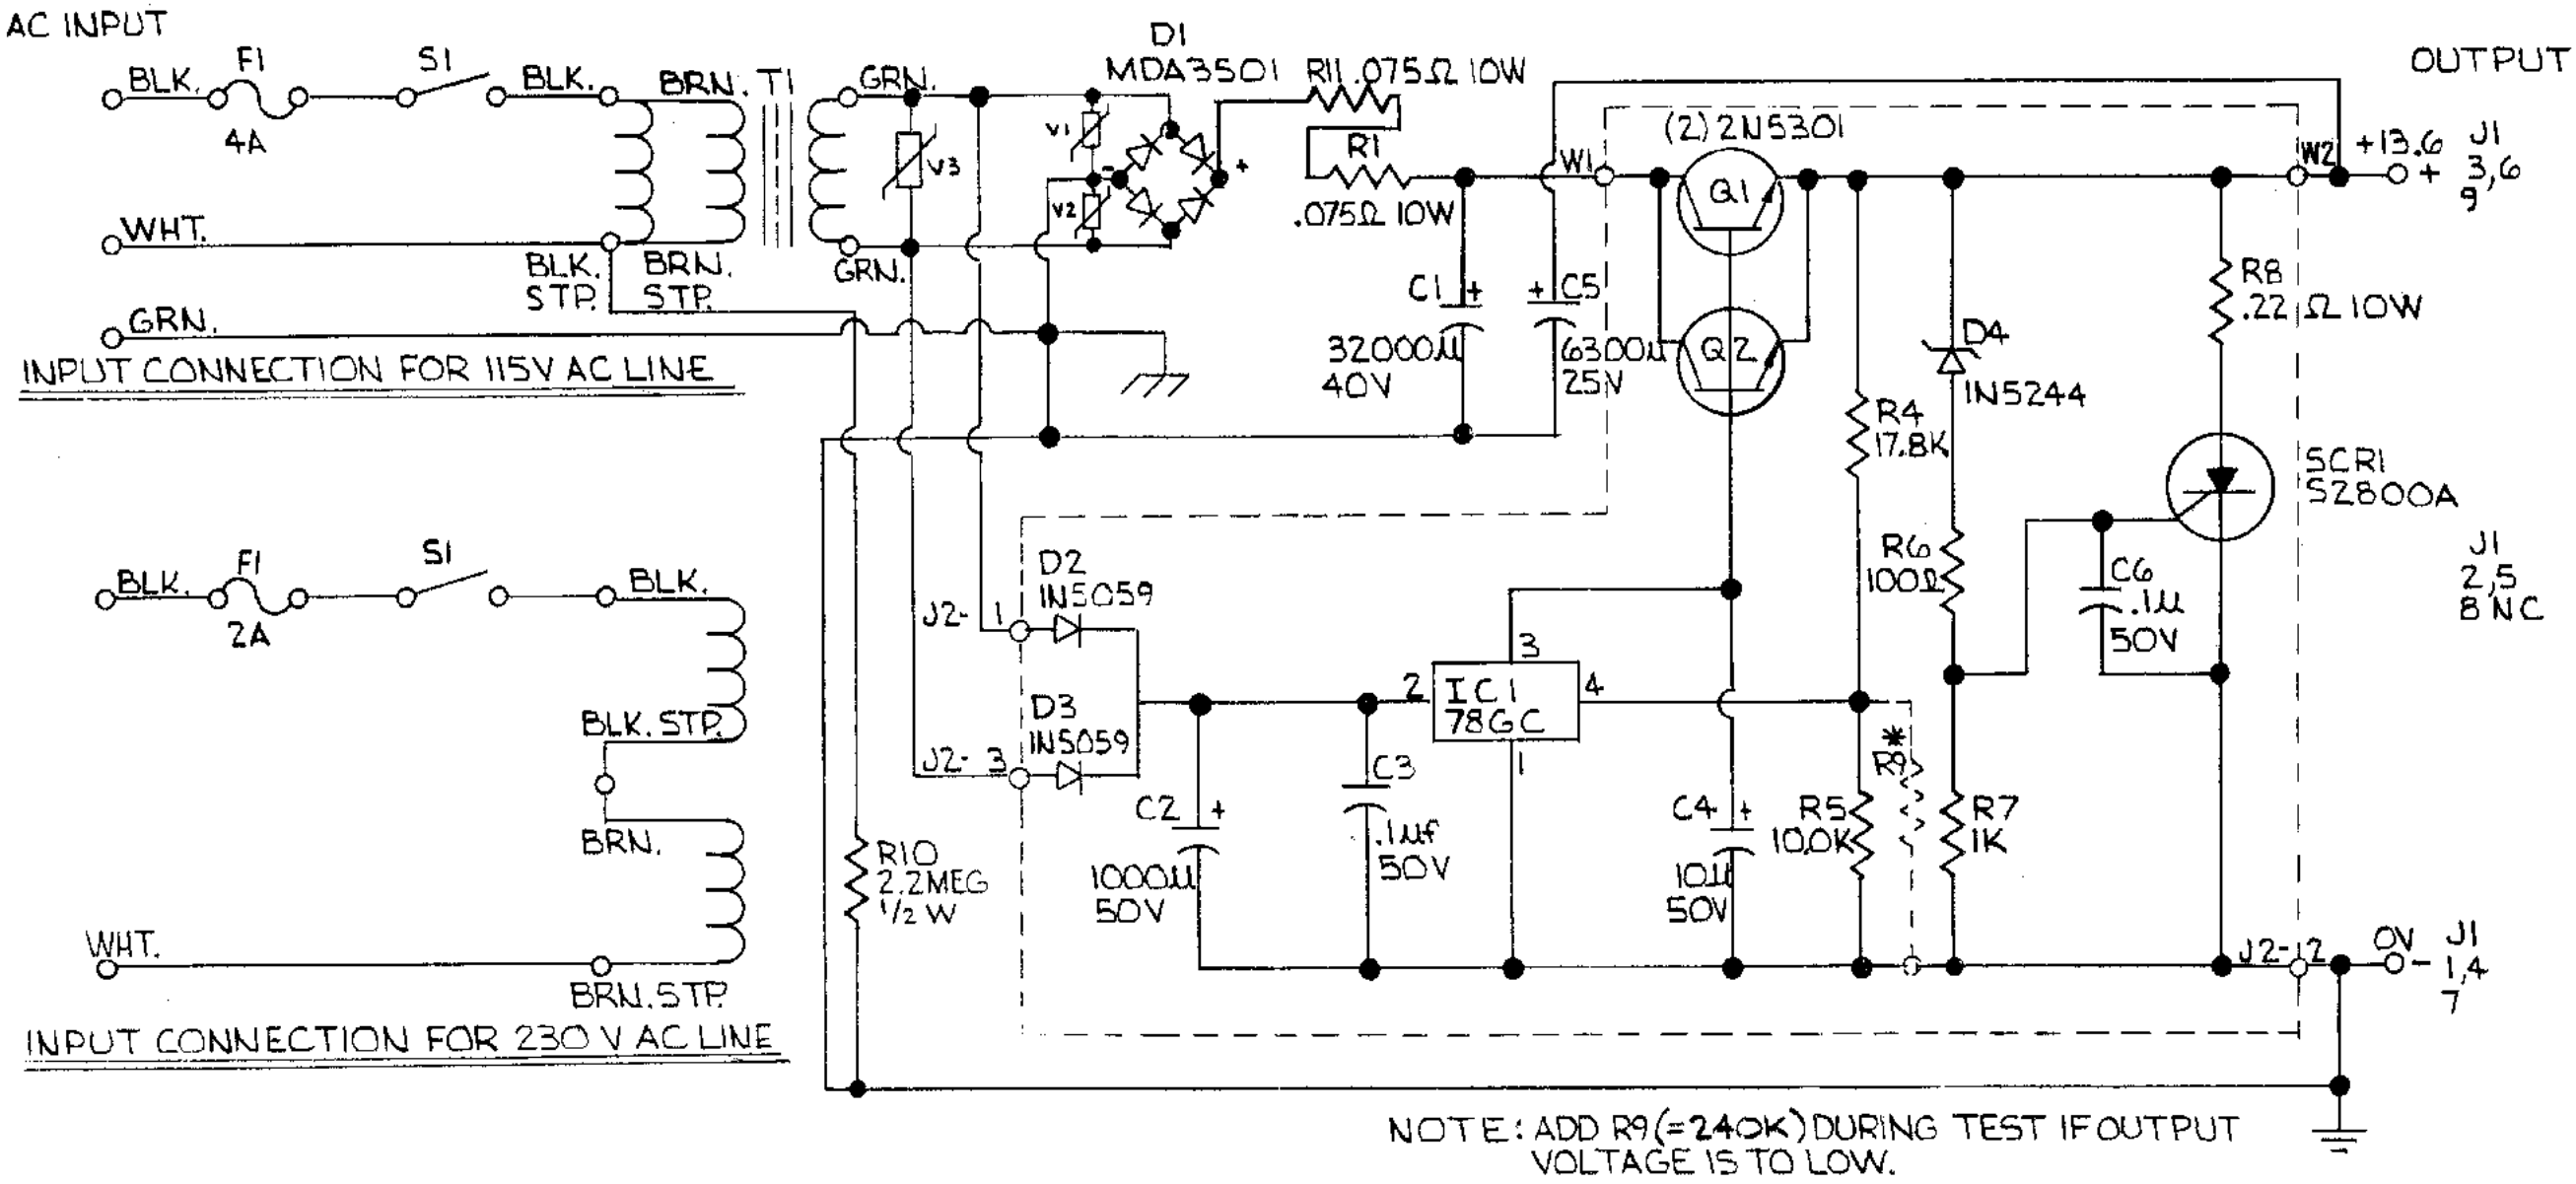 AC INPUT
BLK.
F1
4A
S1
BLK.
BRN.
T1
GRN.
V3
V1
V2
D1
MDA3501
-
+
R11 .075Ω 10W
R1
.075Ω 10W
W1
(2) 2N5301
Q1
Q2
W2
OUTPUT
+13.6
+
J1
3,6
9
WHT.
BLK.
STP.
BRN.
STP.
GRN.
GRN.
INPUT CONNECTION FOR 115V AC LINE
C1 +
32000µ
40V
+ C5
6300µ
25V
R4
17.8K
D4
IN5244
R8
.22 Ω 10W
SCR1
S2800A
R6
100Ω
C6
.1µ
50V
J1
2,5
8 NC
BLK.
F1
2A
S1
BLK.
BLK. STP.
BRN.
WHT.
BRN. STP.
INPUT CONNECTION FOR 230 V AC LINE
J2- 1
D2
IN5059
J2- 3
D3
IN5059
R10
2.2MEG
1/2 W
C2 +
1000µ
50V
C3
.1µf
50V
2
IC1
78GC
3
4
1
C4 +
10µ
50V
R5
10.0K
R9*
R7
1K
J2- 2
0V
-
J1
1,4
7
NOTE: ADD R9 (=240K) DURING TEST IF OUTPUT
VOLTAGE IS TO LOW.